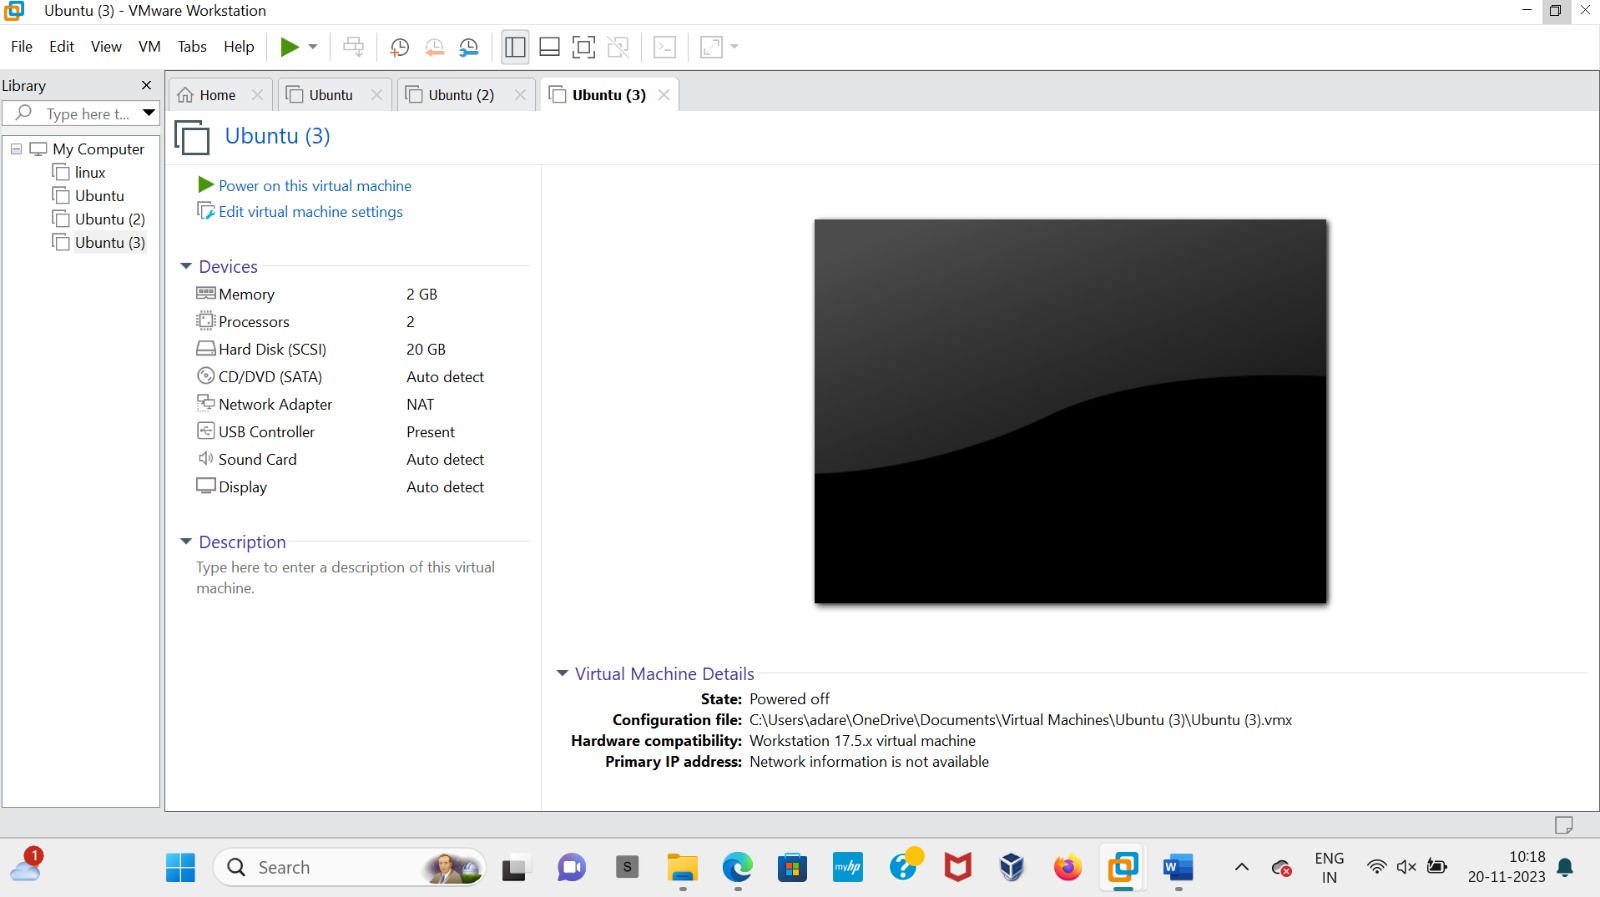 Ubuntu (3) - VMware Workstation
File Edit View VM Tabs Help
Library
Type here t...
My Computer
linux
Ubuntu
Ubuntu (2)
Ubuntu (3)
Home Ubuntu Ubuntu (2) Ubuntu (3)
Ubuntu (3)
Power on this virtual machine
Edit virtual machine settings
Devices
Memory 2 GB
Processors 2
Hard Disk (SCSI) 20 GB
CD/DVD (SATA) Auto detect
Network Adapter NAT
USB Controller Present
Sound Card Auto detect
Display Auto detect
Description
Type here to enter a description of this virtual
machine.
Virtual Machine Details
State: Powered off
Configuration file: C:\Users\adare\OneDrive\Documents\Virtual Machines\Ubuntu (3)\Ubuntu (3).vmx
Hardware compatibility: Workstation 17.5.x virtual machine
Primary IP address: Network information is not available
1
Search
S
myhp
?
W
ENG
IN
10:18
20-11-2023